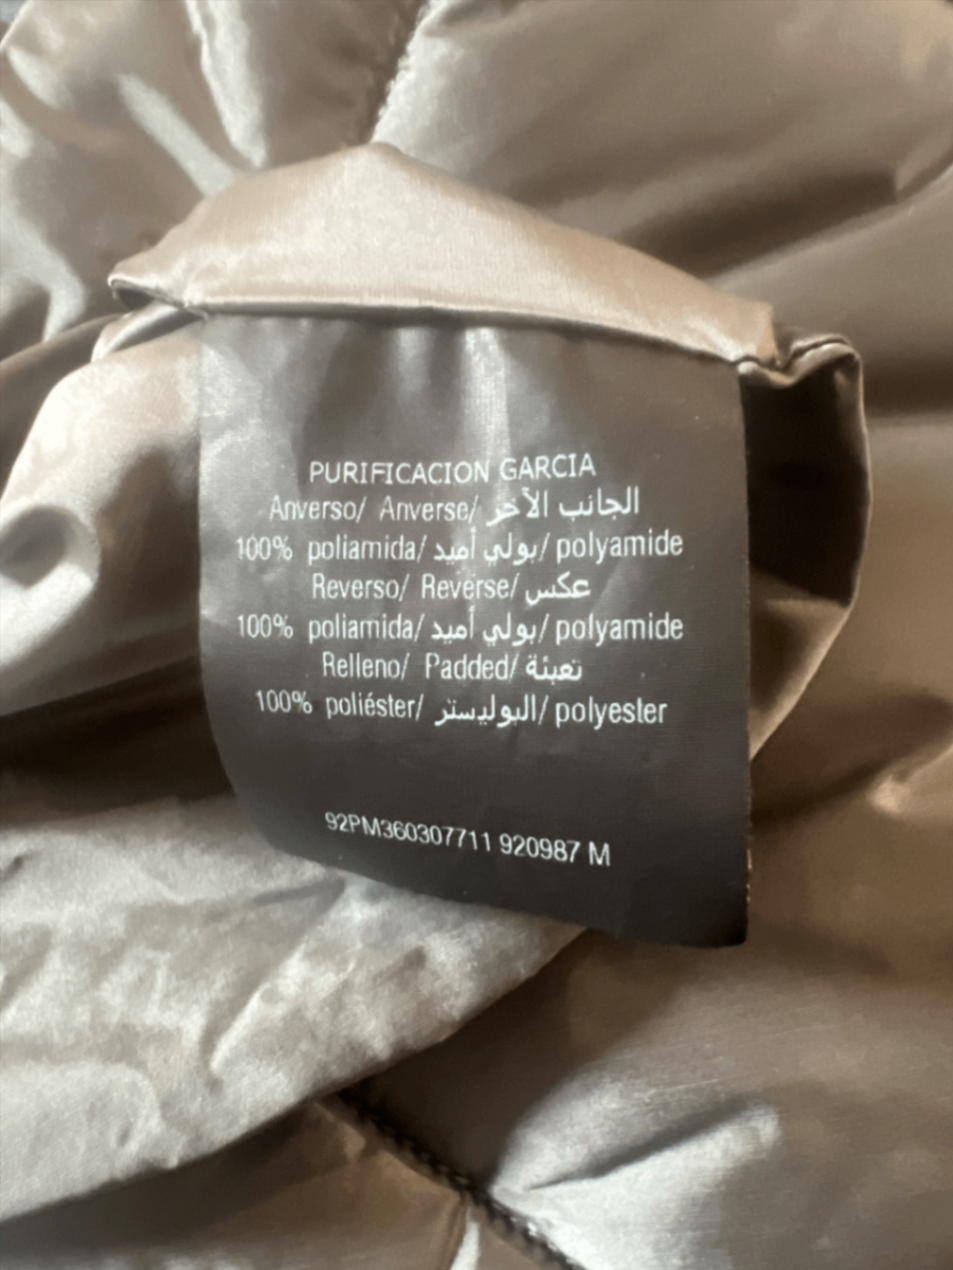 PURIFICACION GARCIA
Anverso/ Anverse/ الجانب الآخر
100% poliamida/ بولي أميد/ polyamide
Reverso/ Reverse/ عكس
100% poliamida/ بولي أميد/ polyamide
Relleno/ Padded/ تعبئة
100% poliéster/ البوليستر/ polyester
92PM360307711 920987 M